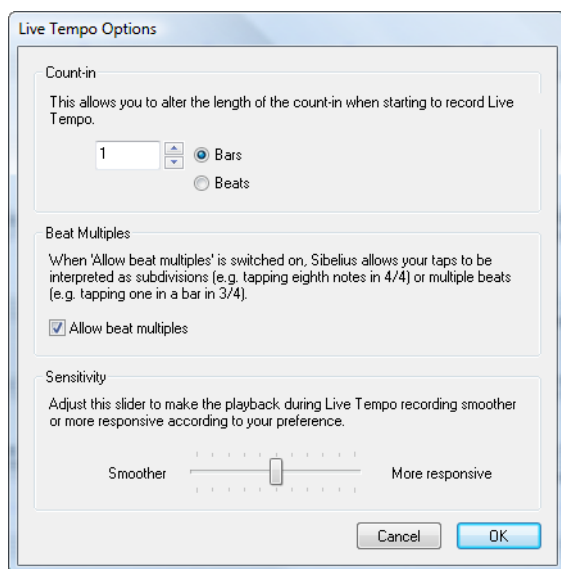 Live Tempo Options
Count-in
This allows you to alter the length of the count-in when starting to record Live
Tempo.
1
Bars
Beats
Beat Multiples
When 'Allow beat multiples' is switched on, Sibelius allows your taps to be
interpreted as subdivisions (e.g. tapping eighth notes in 4/4) or multiple beats
(e.g. tapping one in a bar in 3/4).
Allow beat multiples
Sensitivity
Adjust this slider to make the playback during Live Tempo recording smoother
or more responsive according to your preference.
Smoother More responsive
Cancel OK